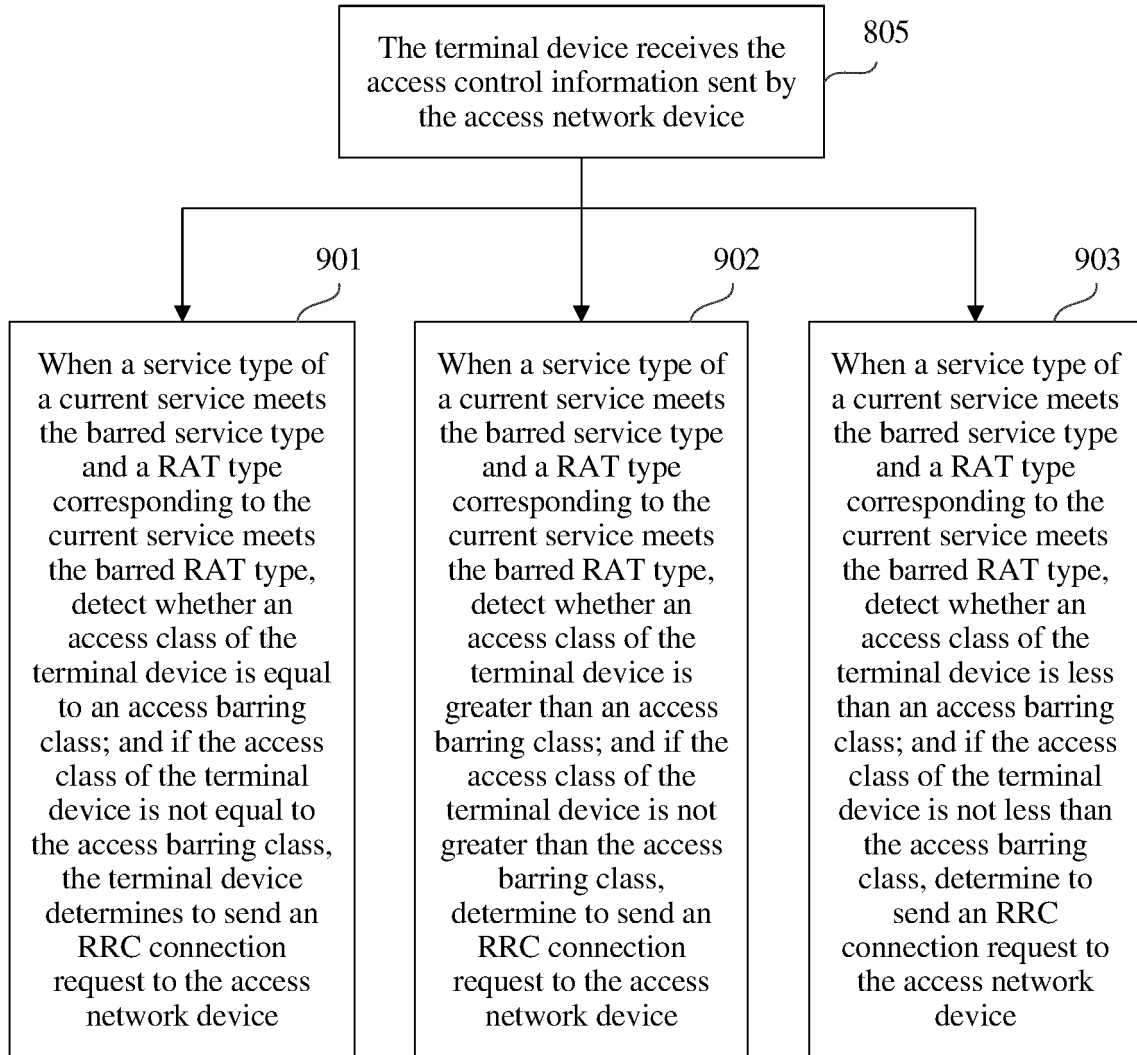 The terminal device receives the
access control information sent by
the access network device
805
901
When a service type of
a current service meets
the barred service type
and a RAT type
corresponding to the
current service meets
the barred RAT type,
detect whether an
access class of the
terminal device is equal
to an access barring
class; and if the access
class of the terminal
device is not equal to
the access barring class,
the terminal device
determines to send an
RRC connection
request to the access
network device
902
When a service type of
a current service meets
the barred service type
and a RAT type
corresponding to the
current service meets
the barred RAT type,
detect whether an
access class of the
terminal device is
greater than an access
barring class; and if the
access class of the
terminal device is not
greater than the access
barring class,
determine to send an
RRC connection
request to the access
network device
903
When a service type of
a current service meets
the barred service type
and a RAT type
corresponding to the
current service meets
the barred RAT type,
detect whether an
access class of the
terminal device is less
than an access barring
class; and if the access
class of the terminal
device is not less than
the access barring
class, determine to
send an RRC
connection request to
the access network
device